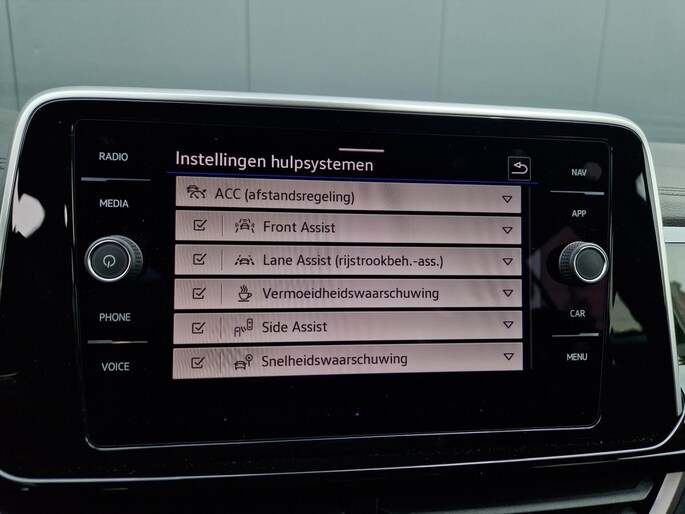 Instellingen hulpsystemen
RADIO
MEDIA
PHONE
VOICE
ACC (afstandsregeling)
Front Assist
Lane Assist (rijstrookbeh.-ass.)
Vermoeidheidswaarschuwing
Side Assist
Snelheidswaarschuwing
NAV
APP
CAR
MENU